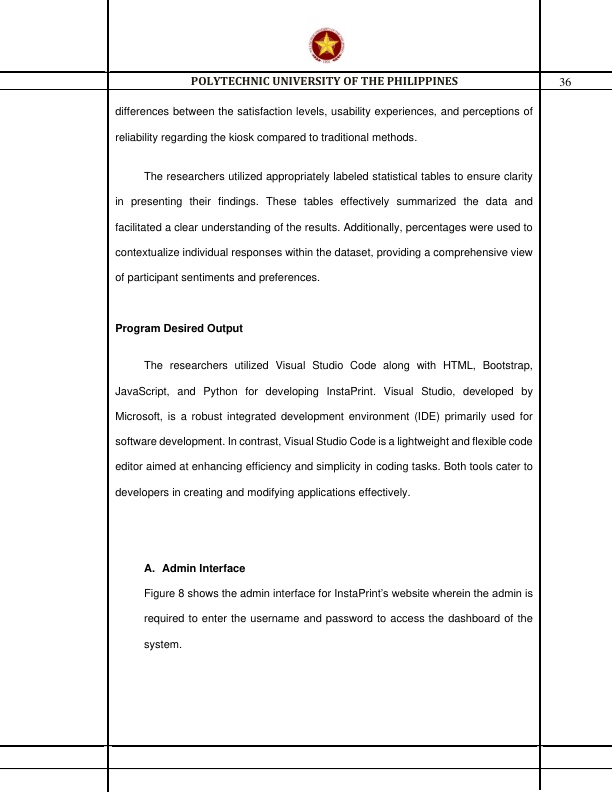 POLYTECHNIC UNIVERSITY OF THE PHILIPPINES
36
differences between the satisfaction levels, usability experiences, and perceptions of
reliability regarding the kiosk compared to traditional methods.
The researchers utilized appropriately labeled statistical tables to ensure clarity
in presenting their findings. These tables effectively summarized the data and
facilitated a clear understanding of the results. Additionally, percentages were used to
contextualize individual responses within the dataset, providing a comprehensive view
of participant sentiments and preferences.
Program Desired Output
The researchers utilized Visual Studio Code along with HTML, Bootstrap,
JavaScript, and Python for developing InstaPrint. Visual Studio, developed by
Microsoft, is a robust integrated development environment (IDE) primarily used for
software development. In contrast, Visual Studio Code is a lightweight and flexible code
editor aimed at enhancing efficiency and simplicity in coding tasks. Both tools cater to
developers in creating and modifying applications effectively.
A. Admin Interface
Figure 8 shows the admin interface for InstaPrint's website wherein the admin is
required to enter the username and password to access the dashboard of the
system.